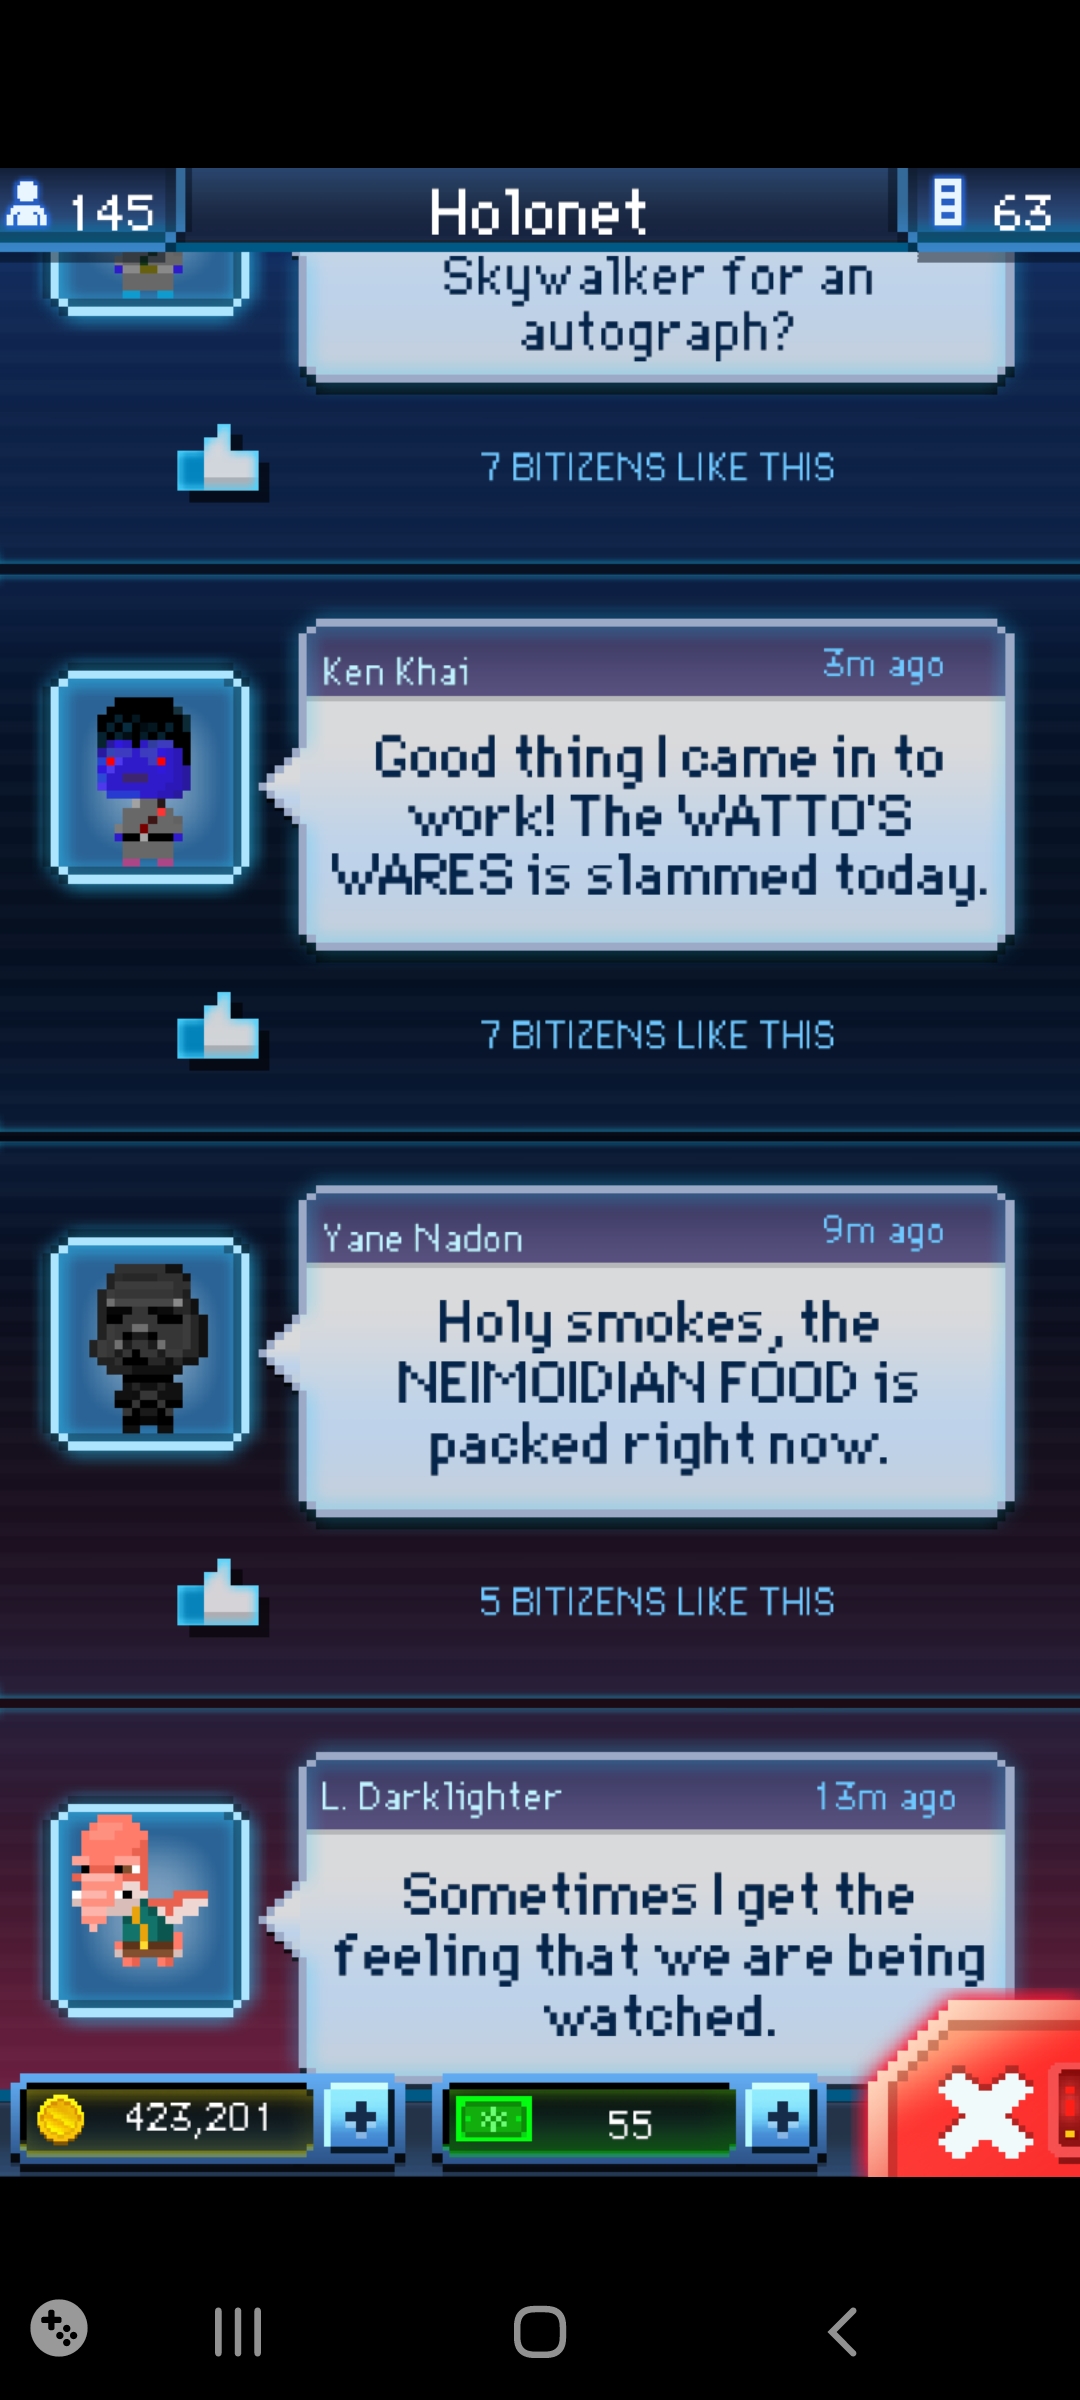 145
Holonet
63
Skywalker for an
autograph?
7 BITIZENS LIKE THIS
Ken Khai
3m ago
Good thing I came in to
work! The WATTO'S
WARES is slammed today.
7 BITIZENS LIKE THIS
Yane Nadon
9m ago
Holy smokes, the
NEIMOIDIAN FOOD is
packed right now.
5 BITIZENS LIKE THIS
L. Darklighter
13m ago
Sometimes I get the
feeling that we are being
watched.
423,201
55